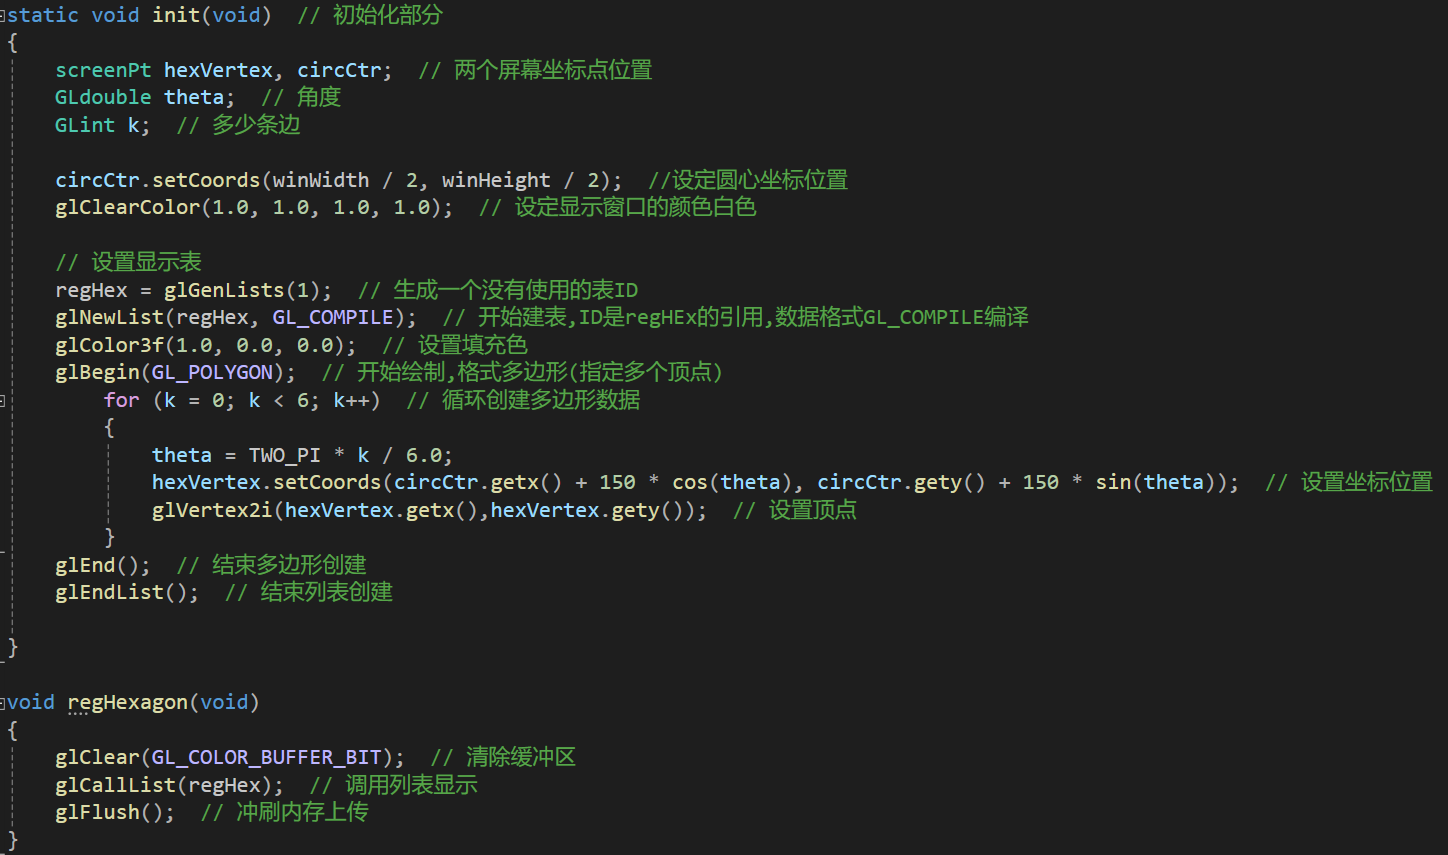 static void init(void)  // 初始化部分
{
    screenPt hexVertex, circCtr;  // 两个屏幕坐标点位置
    GLdouble theta;  // 角度
    GLint k;  // 多少条边

    circCtr.setCoords(winWidth / 2, winHeight / 2);  //设定圆心坐标位置
    glClearColor(1.0, 1.0, 1.0, 1.0);  // 设定显示窗口的颜色白色

    // 设置显示表
    regHex = glGenLists(1);  // 生成一个没有使用的表ID
    glNewList(regHex, GL_COMPILE);  // 开始建表,ID是regHEx的引用,数据格式GL_COMPILE编译
    glColor3f(1.0, 0.0, 0.0);  // 设置填充色
    glBegin(GL_POLYGON);  // 开始绘制,格式多边形(指定多个顶点)
        for (k = 0; k < 6; k++)  // 循环创建多边形数据
        {
            theta = TWO_PI * k / 6.0;
            hexVertex.setCoords(circCtr.getx() + 150 * cos(theta), circCtr.gety() + 150 * sin(theta));  // 设置坐标位置
            glVertex2i(hexVertex.getx(),hexVertex.gety());  // 设置顶点
        }
    glEnd();  // 结束多边形创建
    glEndList();  // 结束列表创建

}

void regHexagon(void)
{
    glClear(GL_COLOR_BUFFER_BIT);  // 清除缓冲区
    glCallList(regHex);  // 调用列表显示
    glFlush();  // 冲刷内存上传
}